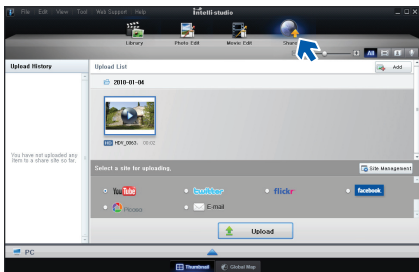 File Edit View Tool Web Support Help
Intelli-studio
Library Photo Edit Movie Edit Share
All
Upload History
Upload List
Add
2010-01-04
HDV_0063. 00:02
You have not uploaded any
item to a share site so far.
Select a site for uploading.
Site Management
YouTube
twitter
flickr
facebook
Picasa
E-mail
Upload
PC
Thumbnail Global Map